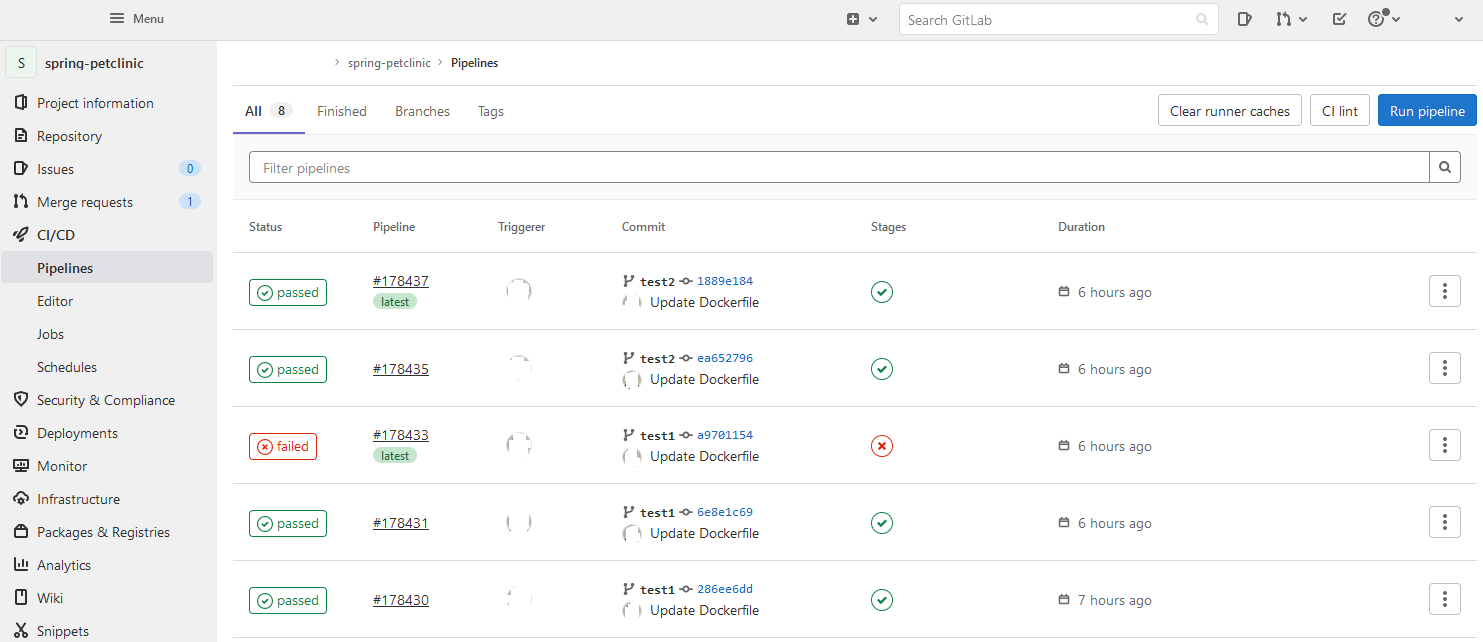 Menu
Search GitLab
S spring-petclinic
Project information
Repository
Issues 0
Merge requests 1
CI/CD
Pipelines
Editor
Jobs
Schedules
Security & Compliance
Deployments
Monitor
Infrastructure
Packages & Registries
Analytics
Wiki
Snippets
spring-petclinic > Pipelines
All 8 Finished Branches Tags Clear runner caches CI lint Run pipeline
Filter pipelines
Status Pipeline Triggerer Commit Stages Duration
passed #178437 latest test2 1889e184 Update Dockerfile 6 hours ago
passed #178435 test2 ea652796 Update Dockerfile 6 hours ago
failed #178433 latest test1 a9701154 Update Dockerfile 6 hours ago
passed #178431 test1 6e8e1c69 Update Dockerfile 6 hours ago
passed #178430 test1 286ee6dd Update Dockerfile 7 hours ago